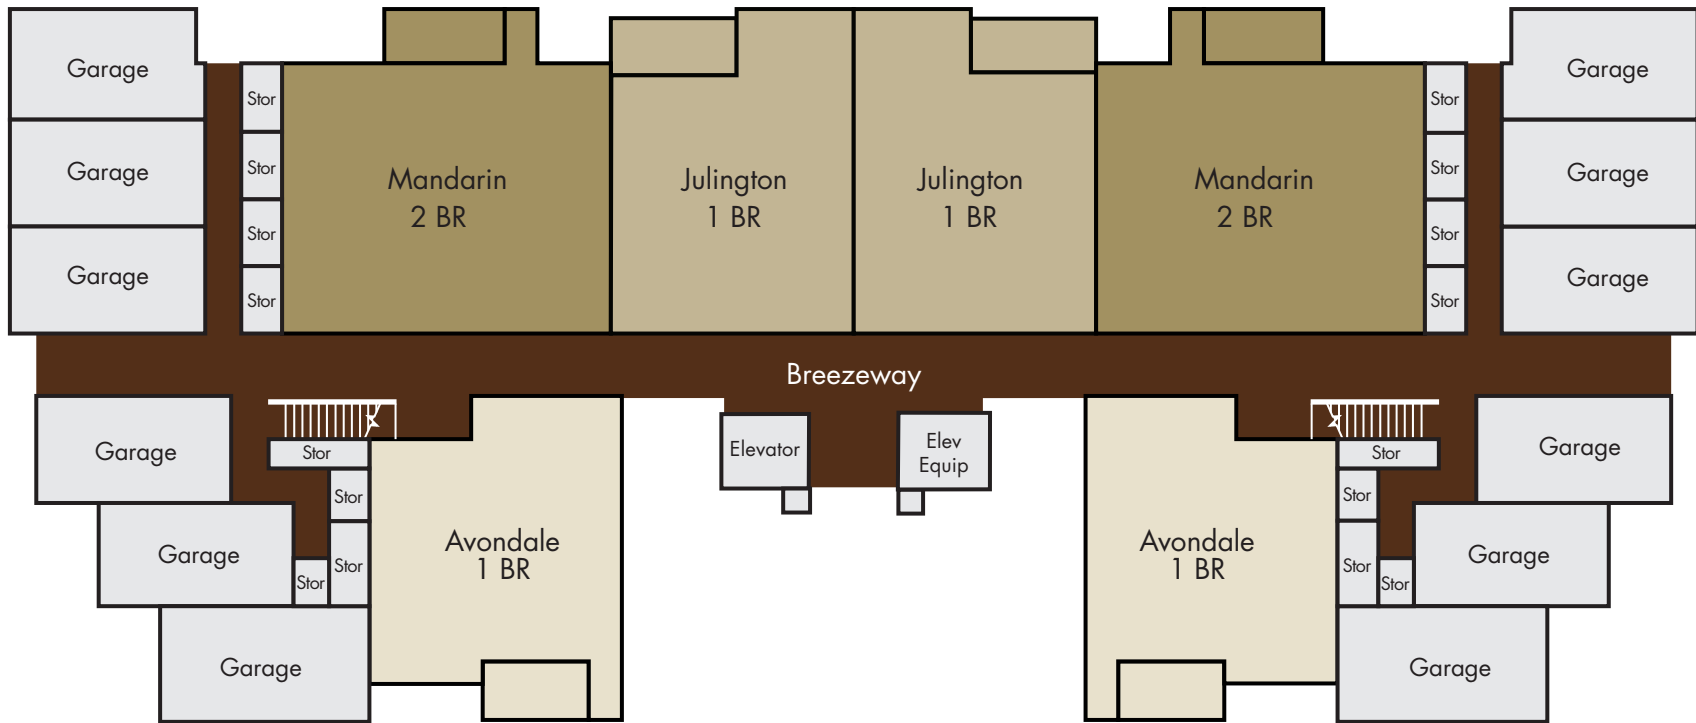 Garage
Garage
Garage
Stor
Stor
Stor
Stor
Mandarin
2 BR
Julington
1 BR
Julington
1 BR
Mandarin
2 BR
Stor
Stor
Stor
Stor
Garage
Garage
Garage
Breezeway
Garage
Garage
Garage
Stor
Stor
Stor
Stor
Avondale
1 BR
Elevator
Elev
Equip
Avondale
1 BR
Stor
Stor
Stor
Stor
Garage
Garage
Garage